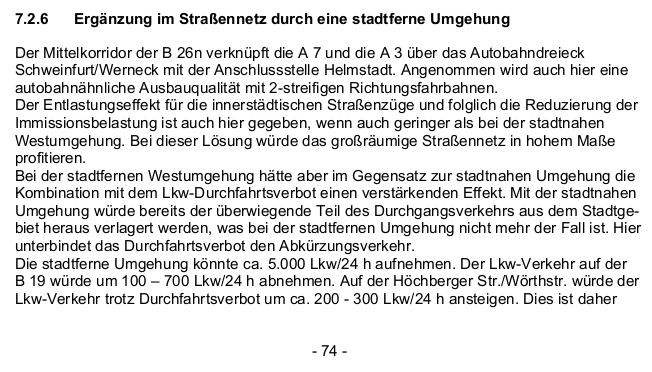 7.2.6 Ergänzung im Straßennetz durch eine stadtferne Umgehung
Der Mittelkorridor der B 26n verknüpft die A 7 und die A 3 über das Autobahndreieck
Schweinfurt/Werneck mit der Anschlussstelle Helmstadt. Angenommen wird auch hier eine
autobahnähnliche Ausbauqualität mit 2-streifigen Richtungsfahrbahnen.
Der Entlastungseffekt für die innerstädtischen Straßenzüge und folglich die Reduzierung der
Immissionsbelastung ist auch hier gegeben, wenn auch geringer als bei der stadtnahen
Westumgehung. Bei dieser Lösung würde das großräumige Straßennetz in hohem Maße
profitieren.
Bei der stadtfernen Westumgehung hätte aber im Gegensatz zur stadtnahen Umgehung die
Kombination mit dem Lkw-Durchfahrtsverbot einen verstärkenden Effekt. Mit der stadtnahen
Umgehung würde bereits der überwiegende Teil des Durchgangsverkehrs aus dem Stadtge-
biet heraus verlagert werden, was bei der stadtfernen Umgehung nicht mehr der Fall ist. Hier
unterbindet das Durchfahrtsverbot den Abkürzungsverkehr.
Die stadtferne Umgehung könnte ca. 5.000 Lkw/24 h aufnehmen. Der Lkw-Verkehr auf der
B 19 würde um 100 – 700 Lkw/24 h abnehmen. Auf der Höchberger Str./Wörthstr. würde der
Lkw-Verkehr trotz Durchfahrtsverbot um ca. 200 - 300 Lkw/24 h ansteigen. Dies ist daher
- 74 -